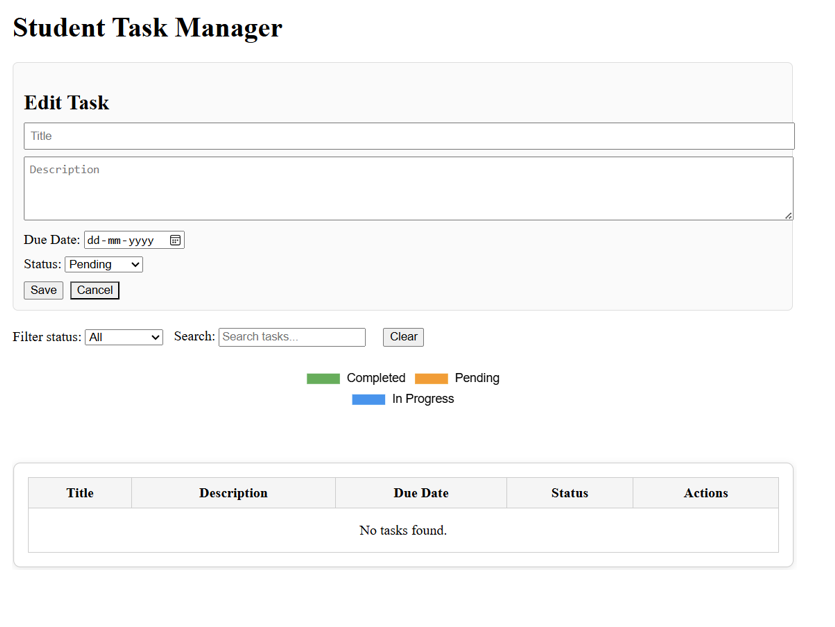 Student Task Manager
Edit Task
Title
Description
Due Date: dd-mm-yyyy
Status: Pending
Save Cancel
Filter status: All Search: Search tasks... Clear
Completed Pending
In Progress
Title Description Due Date Status Actions
No tasks found.